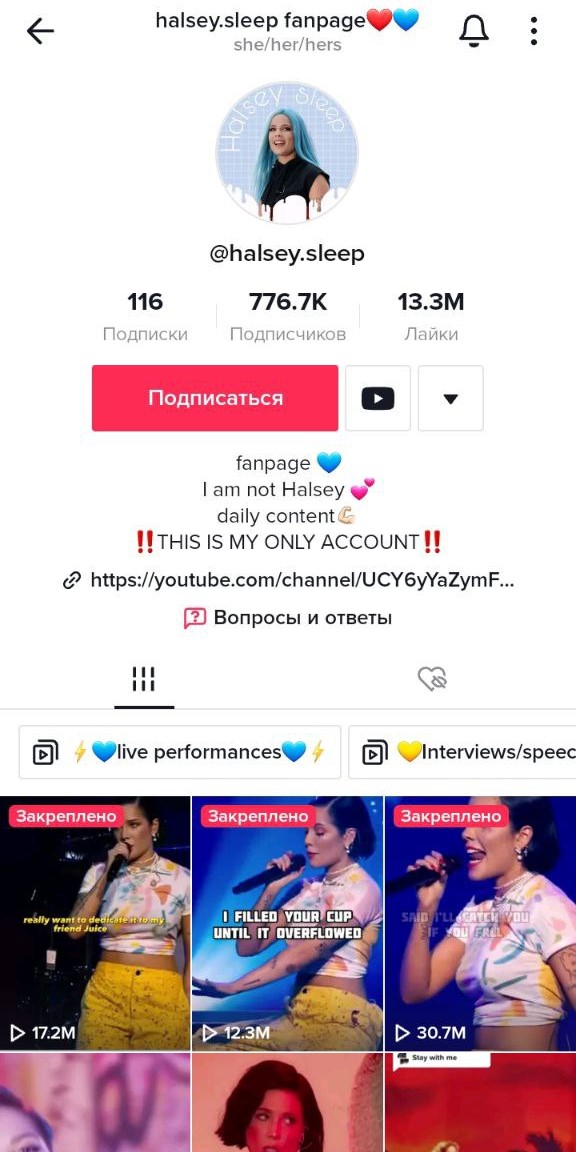 halsey.sleep fanpage❤️💙
she/her/hers
Halsey Sleep
@halsey.sleep
116 776.7K 13.3M
Подписки Подписчиков Лайки
Подписаться
fanpage 💙
I am not Halsey 💕
daily content💪🏻
‼️THIS IS MY ONLY ACCOUNT‼️
https://youtube.com/channel/UCY6yYaZymF...
Вопросы и ответы
⚡💙live performances💙⚡ 💛Interviews/speec
Закреплено Закреплено Закреплено
really want to dedicate it to my
friend Juice
I FILLED YOUR CUP
UNTIL IT OVERFLOWED
SAID I'LL CATCH YOU
IF YOU FALL
17.2M 12.3M 30.7M
Stay with me